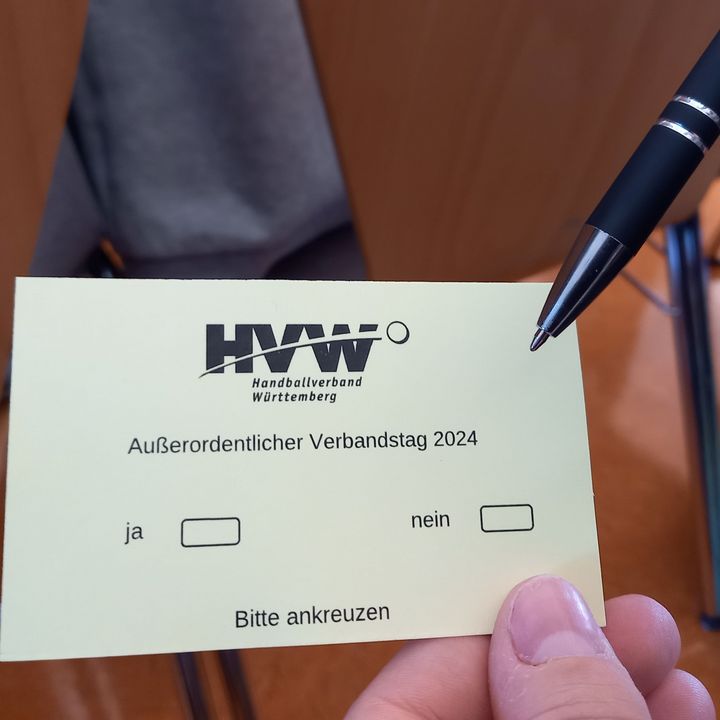 HVW
Handballverband
Württemberg
Außerordentlicher Verbandstag 2024
ja nein
Bitte ankreuzen